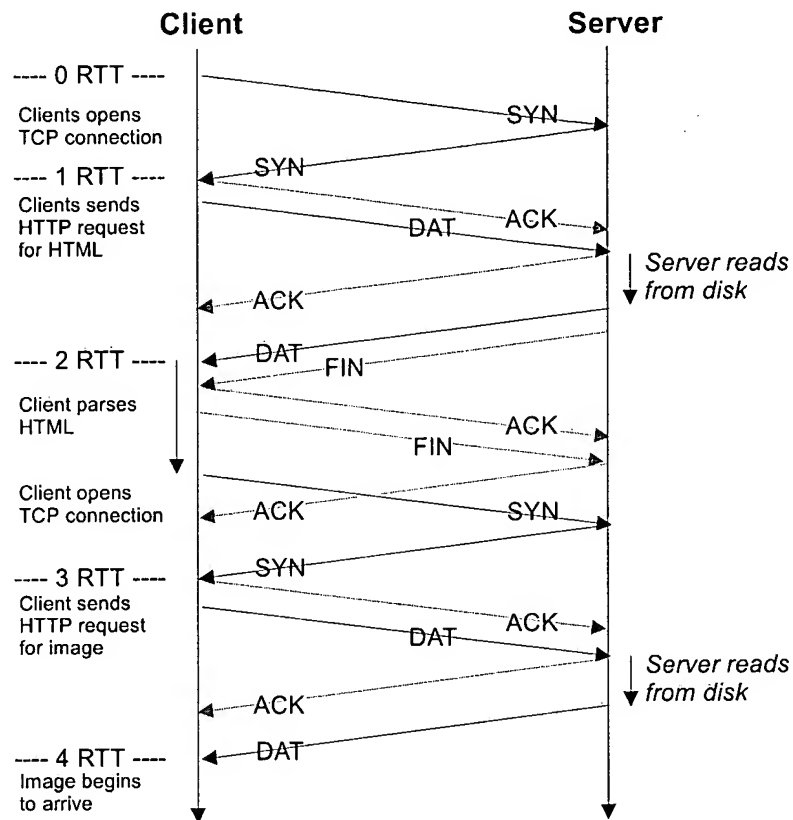 Client
Server
---- 0 RTT ----
Clients opens
TCP connection
SYN
SYN
---- 1 RTT ----
Clients sends
HTTP request
for HTML
ACK
DAT
Server reads
from disk
ACK
DAT
---- 2 RTT ----
FIN
Client parses
HTML
ACK
FIN
Client opens
TCP connection
ACK
SYN
SYN
---- 3 RTT ----
Client sends
HTTP request
for image
ACK
DAT
Server reads
from disk
ACK
DAT
---- 4 RTT ----
Image begins
to arrive